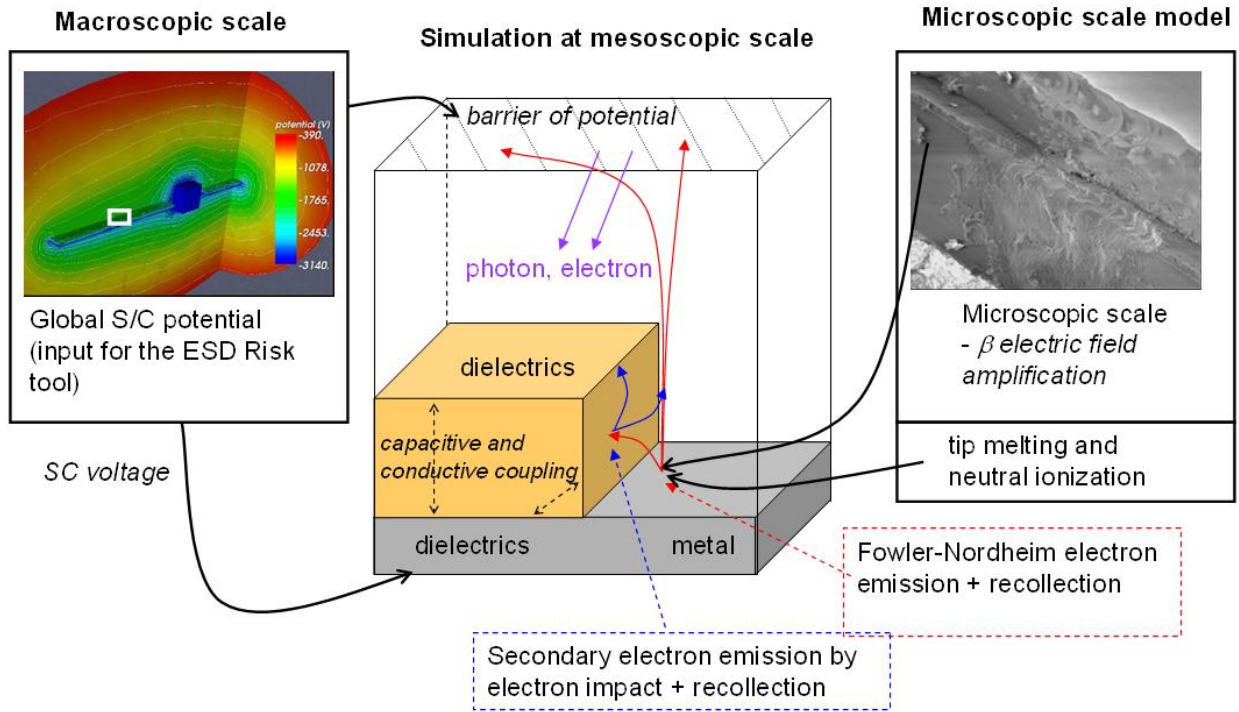 Macroscopic scale
Simulation at mesoscopic scale
Microscopic scale model
potential (V)
-390.
-1078.
-1765.
-2453.
-3140.
Global S/C potential
(input for the ESD Risk
tool)
SC voltage
barrier of potential
photon, electron
dielectrics
capacitive and
conductive coupling
dielectrics
metal
Microscopic scale
- β electric field
amplification
tip melting and
neutral ionization
Fowler-Nordheim electron
emission + recollection
Secondary electron emission by
electron impact + recollection